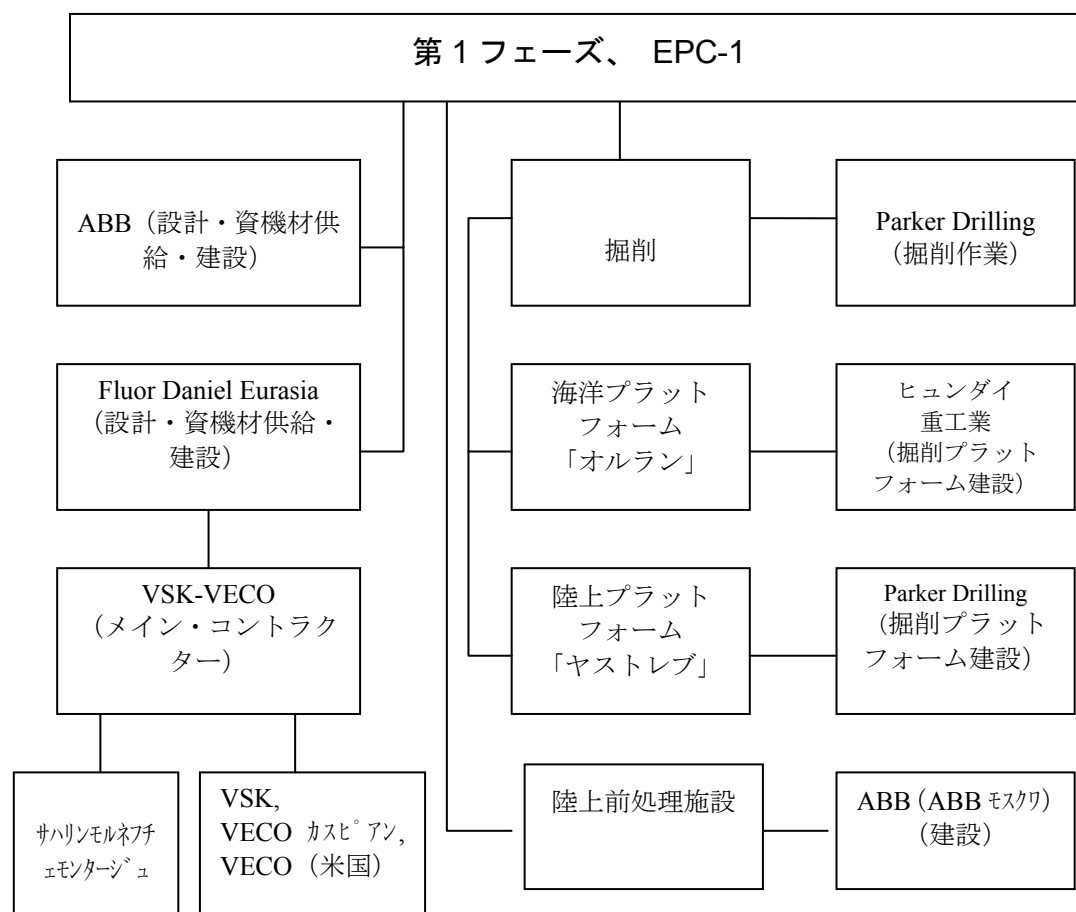 第 1 フェーズ、 EPC-1
ABB（設計・資機材供
給・建設）
掘削
Parker Drilling
（掘削作業）
Fluor Daniel Eurasia
（設計・資機材供給・
建設）
海洋プラット
フォーム
「オルラン」
ヒュンダイ
重工業
（掘削プラット
フォーム建設）
VSK-VECO
（メイン・コントラク
ター）
陸上プラット
フォーム
「ヤストレブ」
Parker Drilling
（掘削プラット
フォーム建設）
ｻﾊﾘﾝﾓﾙﾈﾌﾁ
ｪﾓﾝﾀｰｼﾞｭ
VSK,
VECO ｶｽﾋﾟｱﾝ,
VECO（米国）
陸上前処理施設
ABB（ABB ﾓｽｸﾜ）
（建設）